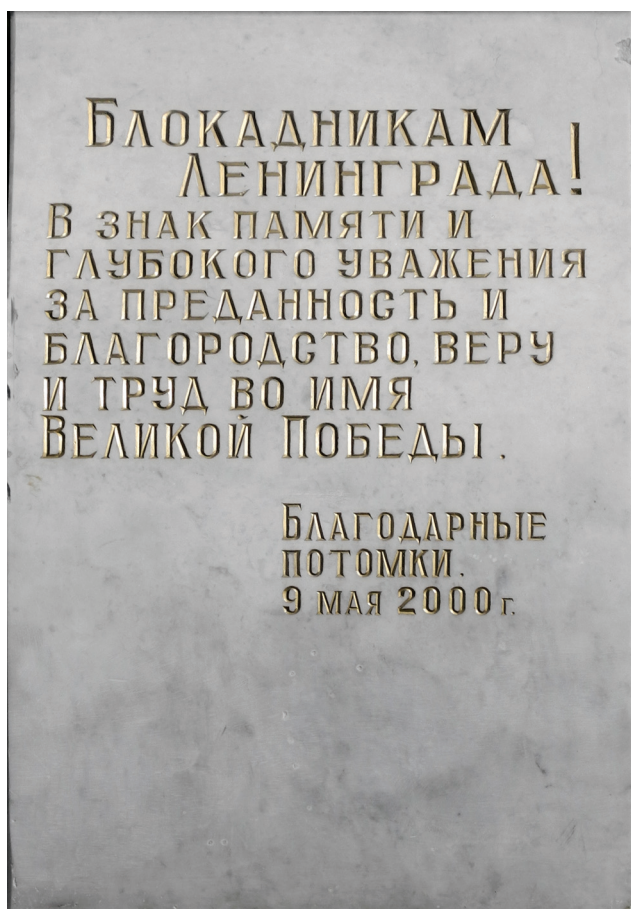 Блокадникам
Ленинграда!
В знак памяти и
глубокого уважения
за преданность и
благородство, веру
и труд во имя
Великой Победы.
Благодарные
потомки.
9 мая 2000 г.